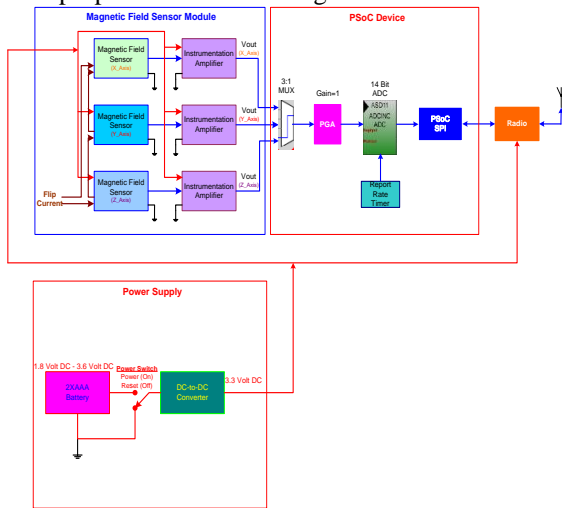 Magnetic Field Sensor Module
PSoC Device
Magnetic Field
Sensor
(X_Axis)
Instrumentation
Amplifier
Vout
(X_Axis)
Magnetic Field
Sensor
(Y_Axis)
Instrumentation
Amplifier
Vout
(Y_Axis)
Magnetic Field
Sensor
(Z_Axis)
Instrumentation
Amplifier
Vout
(Z_Axis)
Flip
Current
3:1
MUX
Gain=1
PGA
14 Bit
ADC
ASD11
ADCINC
ADC
PSoC
SPI
Radio
Report
Rate
Timer
Power Supply
1.8 Volt DC - 3.6 Volt DC
Power Switch
Power (On)
Reset (Off)
2XAAA
Battery
DC-to-DC
Converter
3.3 Volt DC